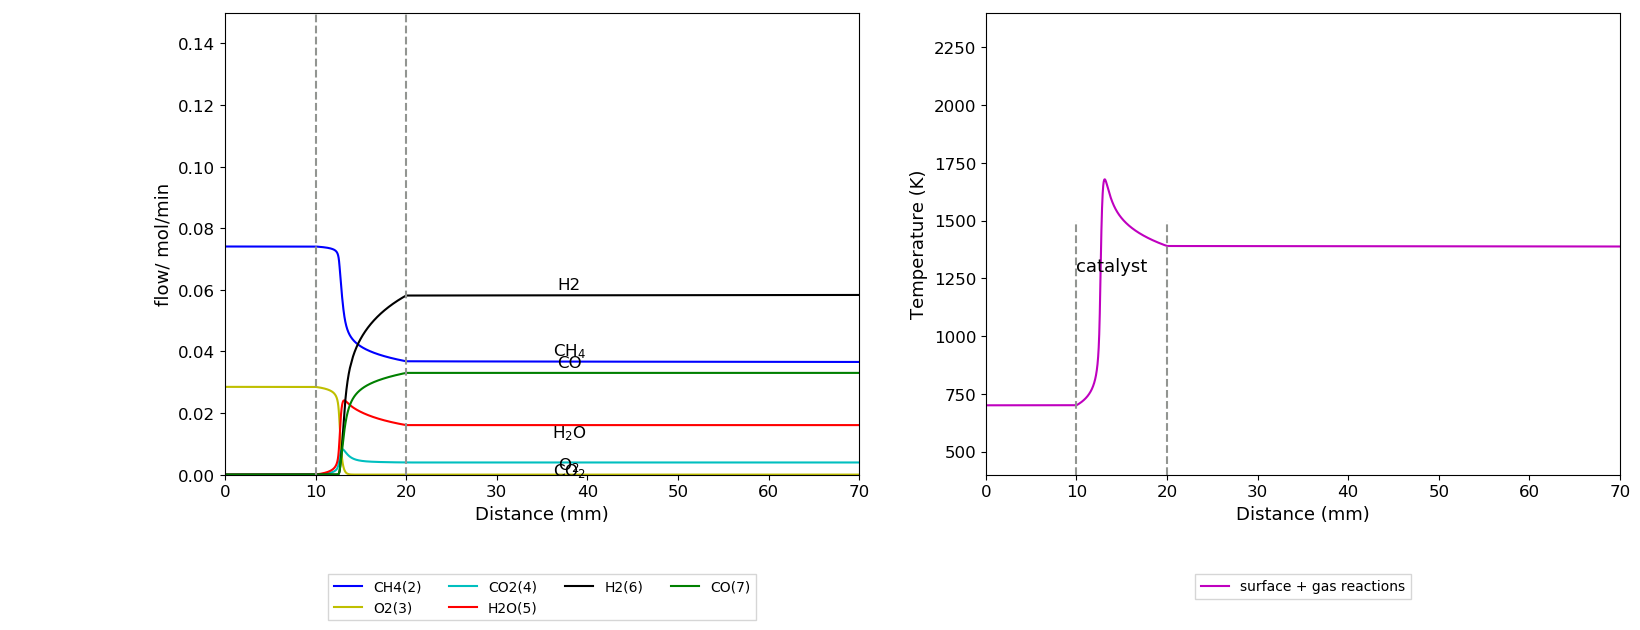 0.14
0.12
0.10
0.08
0.06
0.04
0.02
0.00
flow/ mol/min
H2
CH₄
CO
H₂O
O₂
CO₂
0 10 20 30 40 50 60 70
Distance (mm)
CH4(2) CO2(4) H2(6) CO(7)
O2(3) H2O(5)
2250
2000
1750
1500
1250
1000
750
500
Temperature (K)
catalyst
0 10 20 30 40 50 60 70
Distance (mm)
surface + gas reactions